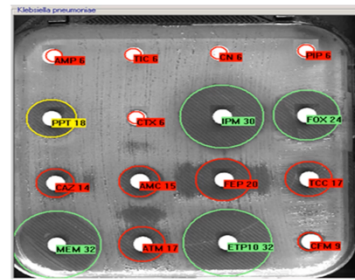 Klebsiella pneumoniae
AMP 6 TIC 6 CN 6 PIP 6
PPT 18 CTX 6 IPM 30 FOX 24
CAZ 14 AMC 15 FEP 20 TCC 17
MEM 32 ATM 17 ETP10 32 CFM 9